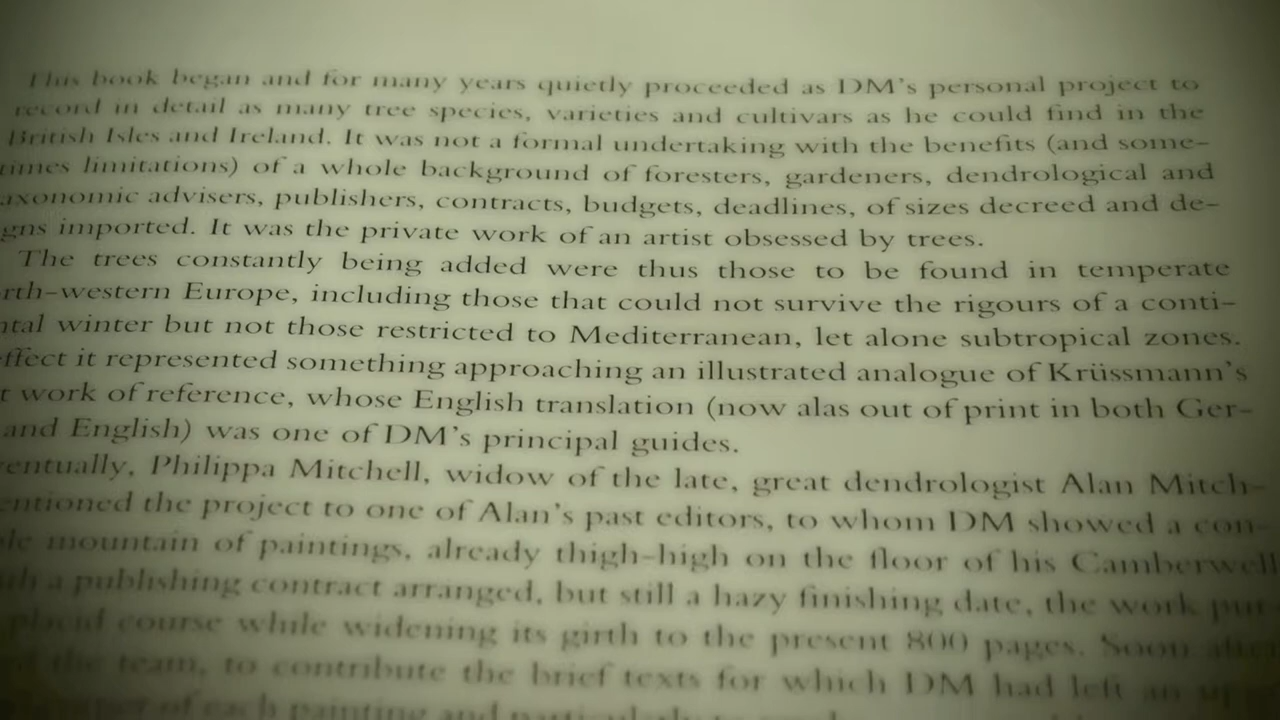 This book began and for many years quietly proceeded as DM's personal project to
record in detail as many tree species, varieties and cultivars as he could find in the
British Isles and Ireland. It was not a formal undertaking with the benefits (and some-
times limitations) of a whole background of foresters, gardeners, dendrological and
axonomic advisers, publishers, contracts, budgets, deadlines, of sizes decreed and de-
gns imported. It was the private work of an artist obsessed by trees.
The trees constantly being added were thus those to be found in temperate
rth-western Europe, including those that could not survive the rigours of a conti-
ntal winter but not those restricted to Mediterranean, let alone subtropical zones.
ffect it represented something approaching an illustrated analogue of Krüssmann's
t work of reference, whose English translation (now alas out of print in both Ger-
and English) was one of DM's principal guides.
entually, Philippa Mitchell, widow of the late, great dendrologist Alan Mitch-
entioned the project to one of Alan's past editors, to whom DM showed a con-
le mountain of paintings, already thigh-high on the floor of his Camberwell
th a publishing contract arranged, but still a hazy finishing date, the work pur
placid course while widening its girth to the present 800 pages. Soon after
ed the team, to contribute the brief texts for which DM had left an
of each painting and